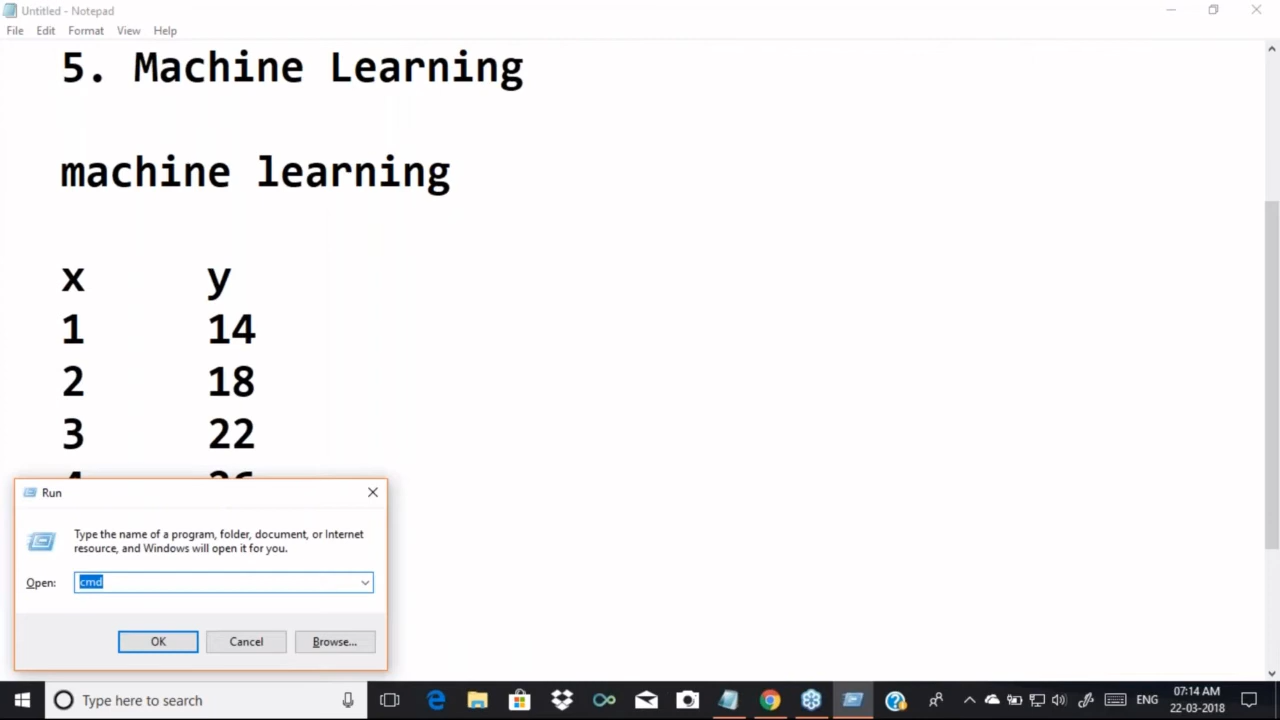 Untitled - Notepad
File Edit Format View Help
5. Machine Learning
machine learning
x y
1 14
2 18
3 22
Run
Type the name of a program, folder, document, or Internet
resource, and Windows will open it for you.
Open: cmd
OK Cancel Browse...
Type here to search
ENG
07:14 AM
22-03-2018